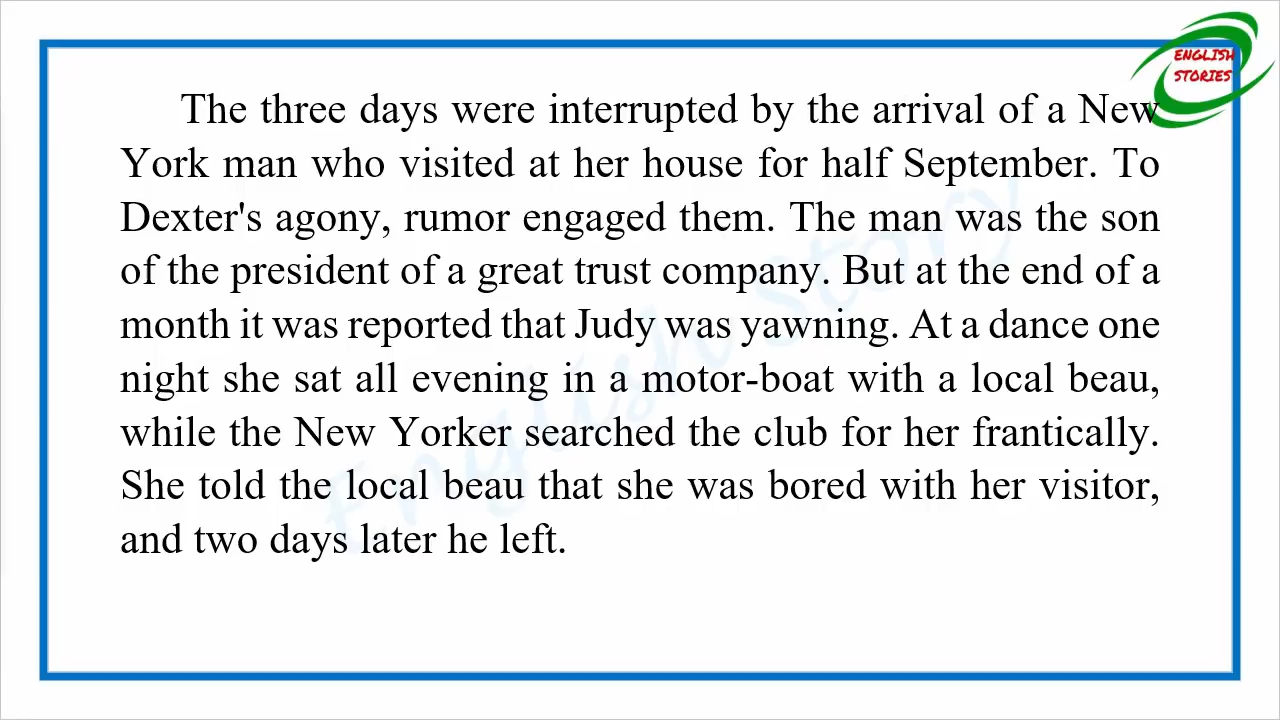 ENGLISH
STORIES
The three days were interrupted by the arrival of a New
York man who visited at her house for half September. To
Dexter's agony, rumor engaged them. The man was the son
of the president of a great trust company. But at the end of a
month it was reported that Judy was yawning. At a dance one
night she sat all evening in a motor-boat with a local beau,
while the New Yorker searched the club for her frantically.
She told the local beau that she was bored with her visitor,
and two days later he left.
English Story